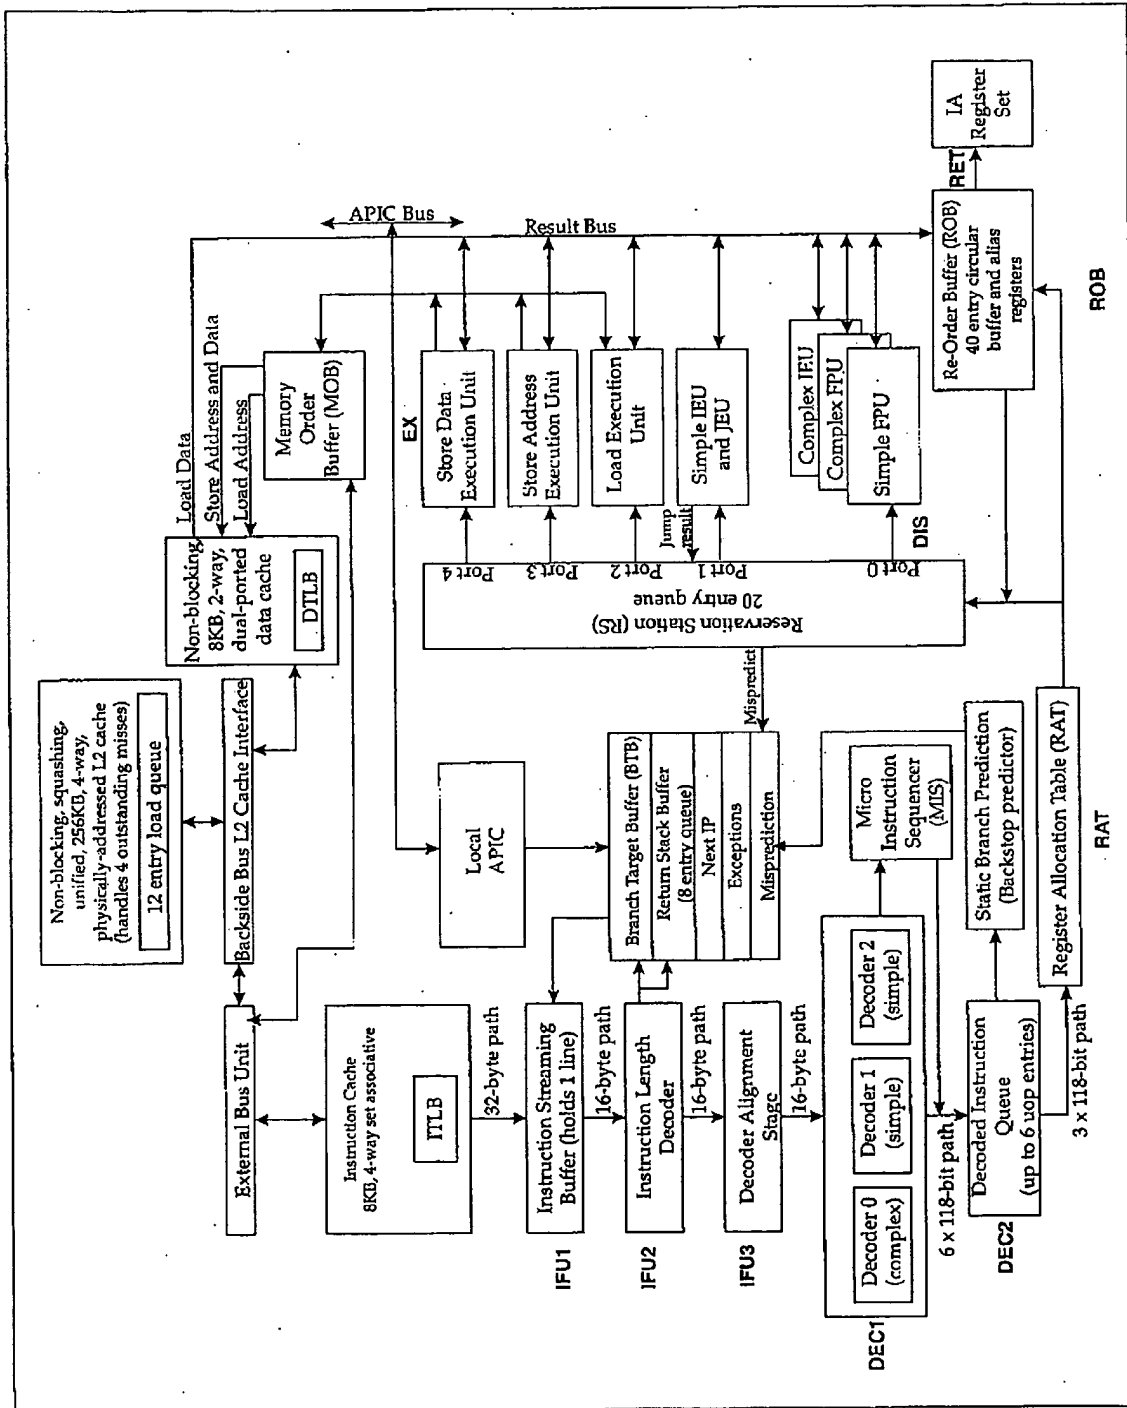 Non-blocking, squashing,
unified, 256KB, 4-way,
physically-addressed L2 cache
(handles 4 outstanding misses)
12 entry load queue
External Bus Unit
Backside Bus L2 Cache Interface
Non-blocking,
8KB, 2-way,
dual-ported
data cache
DTLB
Load Data
Store Address and Data
Load Address
Memory
Order
Buffer (MOB)
Instruction Cache
8KB, 4-way set associative
ITLB
32-byte path
Local
APIC
APIC Bus
Result Bus
IFU1
Instruction Streaming
Buffer (holds 1 line)
16-byte path
IFU2
Instruction Length
Decoder
16-byte path
IFU3
Decoder Alignment
Stage
16-byte path
Branch Target Buffer (BTB)
Return Stack Buffer
(8 entry queue)
Next IP
Exceptions
Misprediction
Mispredict
Reservation Station (RS)
20 entry queue
Port 4
Port 3
Port 2
Port 1
Port 0
EX
Store Data
Execution Unit
Store Address
Execution Unit
Load Execution
Unit
Jump
result
Simple IEU
and JEU
Complex IEU
Complex FPU
Simple FPU
DIS
DEC1
Decoder 0
(complex)
Decoder 1
(simple)
Decoder 2
(simple)
Micro
Instruction
Sequencer
(MIS)
6 x 118-bit path
DEC2
Decoded Instruction
Queue
(up to 6 uop entries)
Static Branch Prediction
(Backstop predictor)
3 x 118-bit path
Register Allocation Table (RAT)
RAT
Re-Order Buffer (ROB)
40 entry circular
buffer and alias
registers
ROB
RET
IA
Register
Set